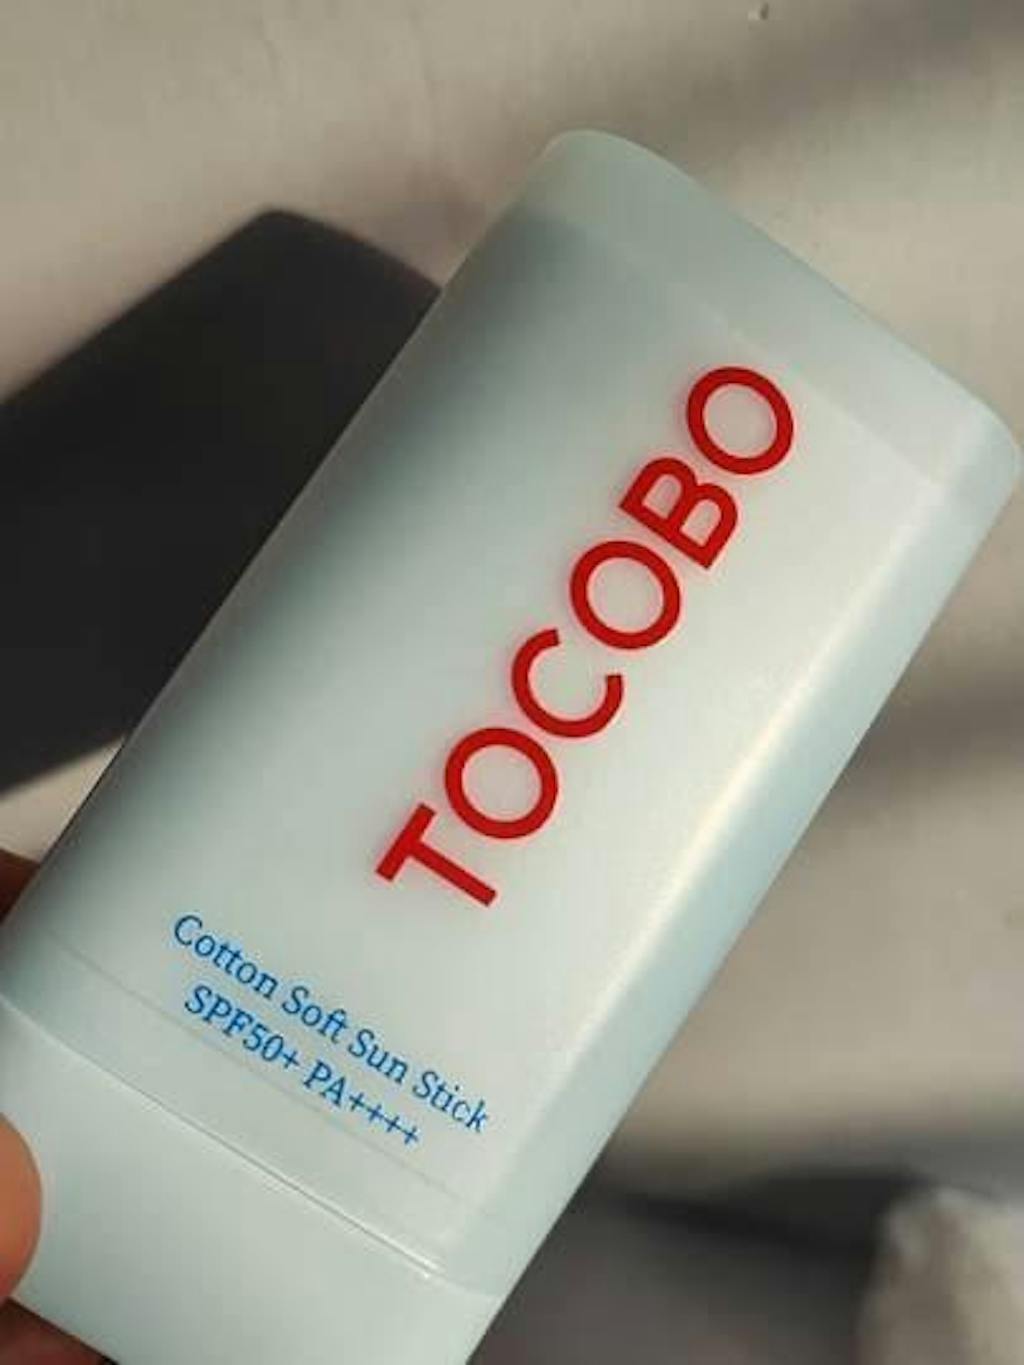 TOCOBO
Cotton Soft Sun Stick
SPF50+ PA++++